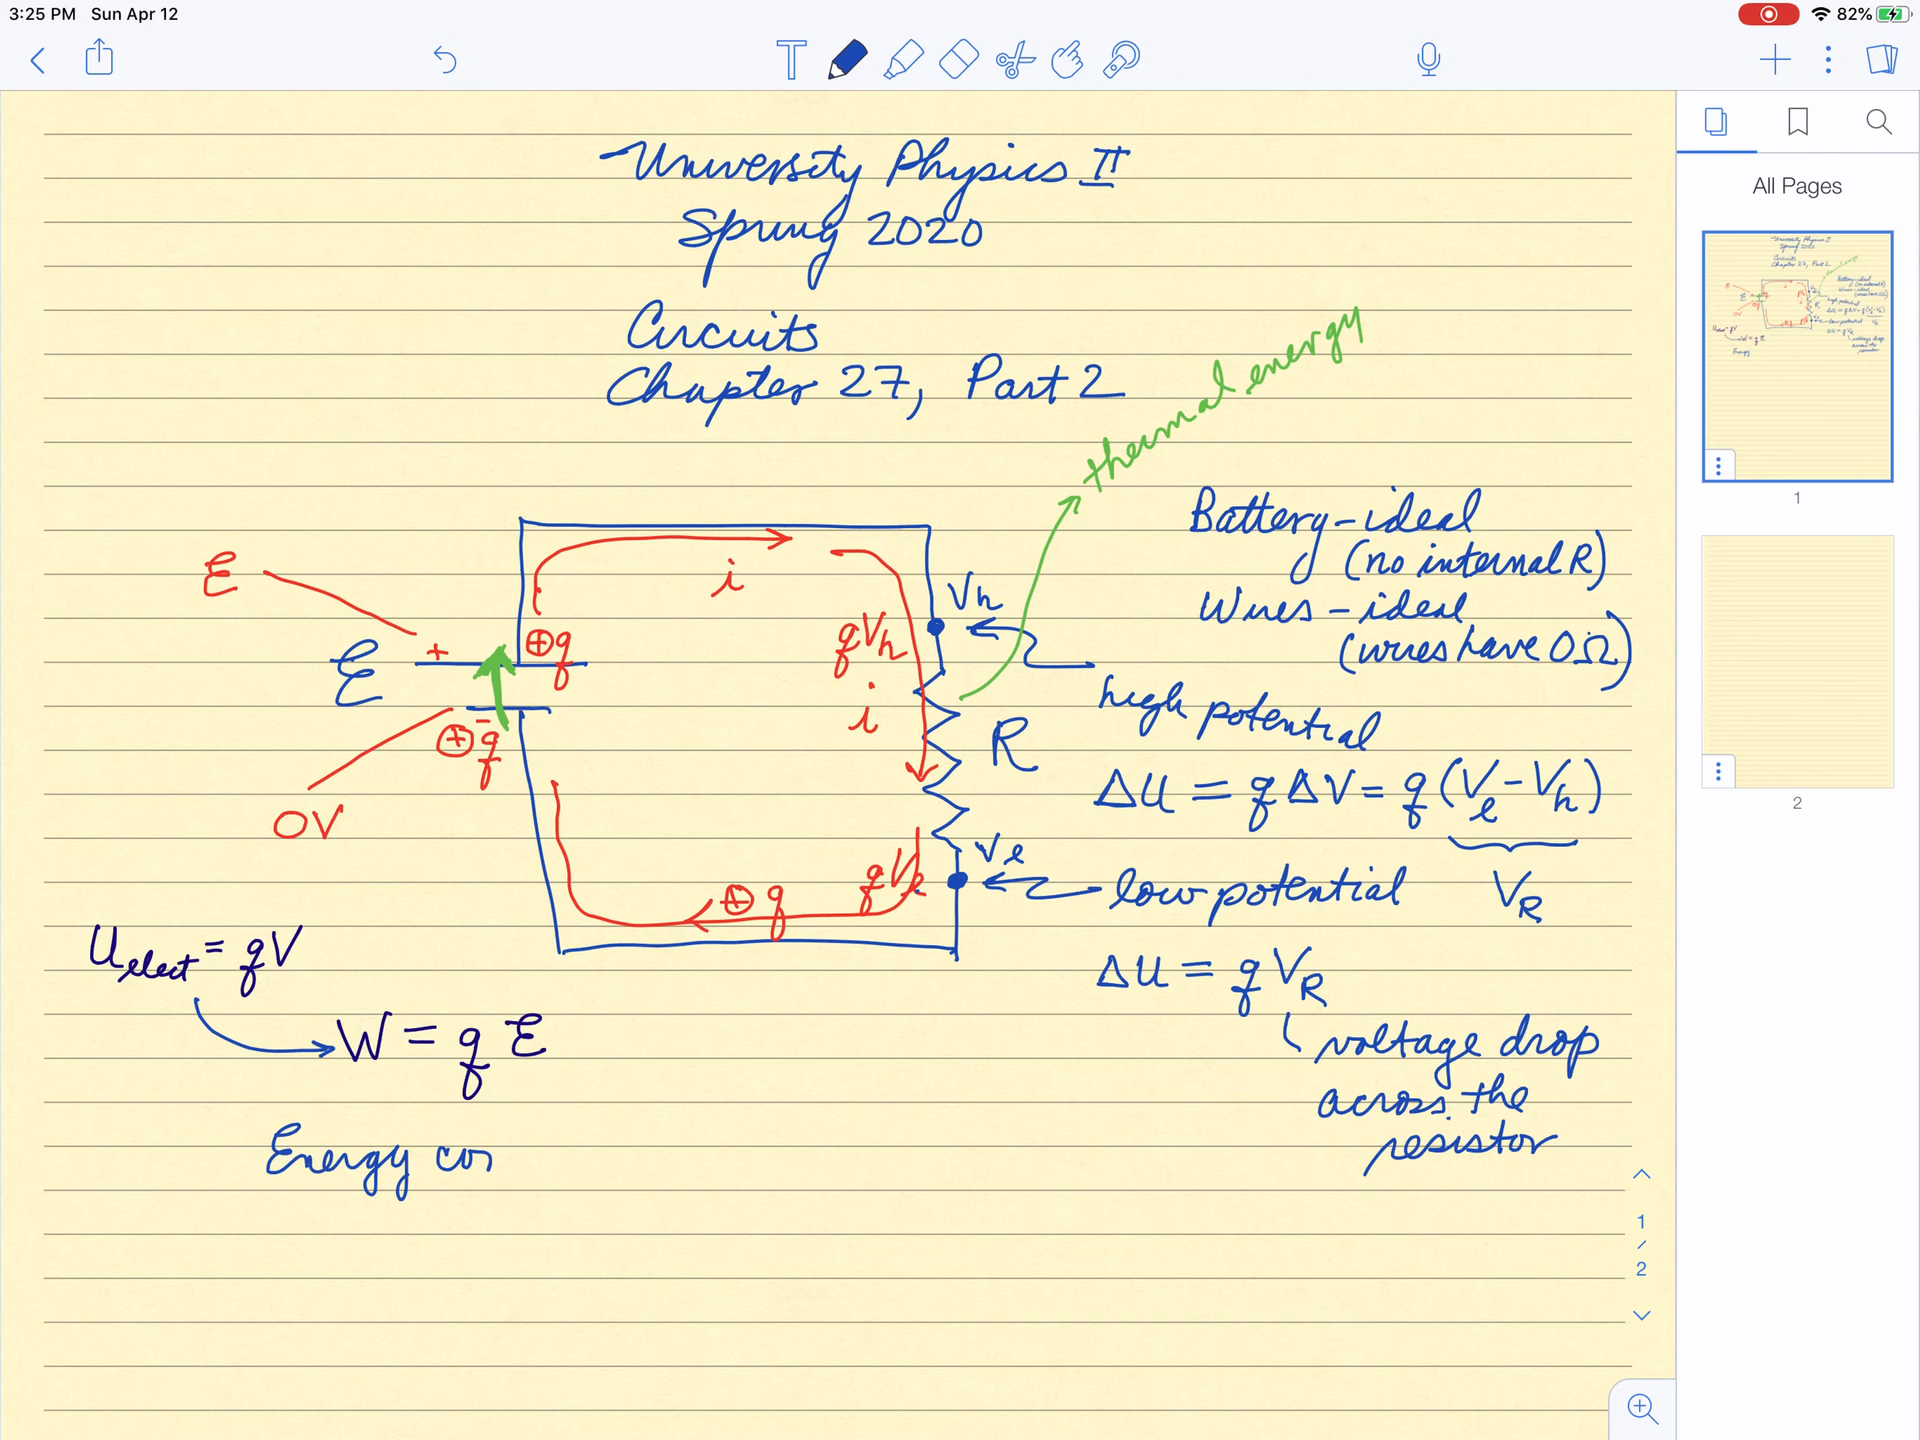 3:25 PM Sun Apr 12
82%
University Physics II
Spring 2020
Circuits
Chapter 27, Part 2
thermal energy
Battery - ideal
(no internal R)
Wires - ideal
(wires have 0Ω)
ℰ
i
Vh
+
⊕q
qVh
ℰ
i
high potential
-
⊕q
R
ΔU = qΔV = q(Vℓ - Vh)
0V
Vℓ
VR
qVℓ
⊕ q
low potential
Uelect = qV
ΔU = q VR
W = q ℰ
voltage drop
across the
resistor
Energy con
1
/
2
All Pages
1
2